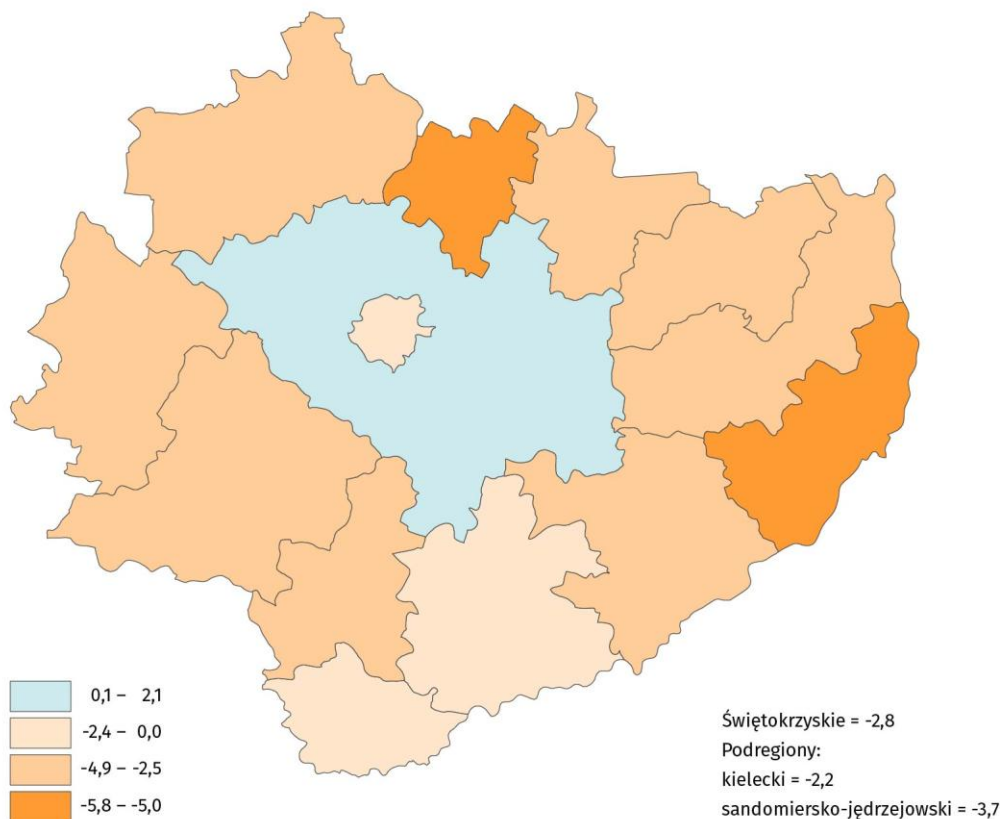 0,1 – 2,1
-2,4 – 0,0
-4,9 – -2,5
-5,8 – -5,0
Świętokrzyskie = -2,8
Podregiony:
kielecki = -2,2
sandomiersko-jędrzejowski = -3,7